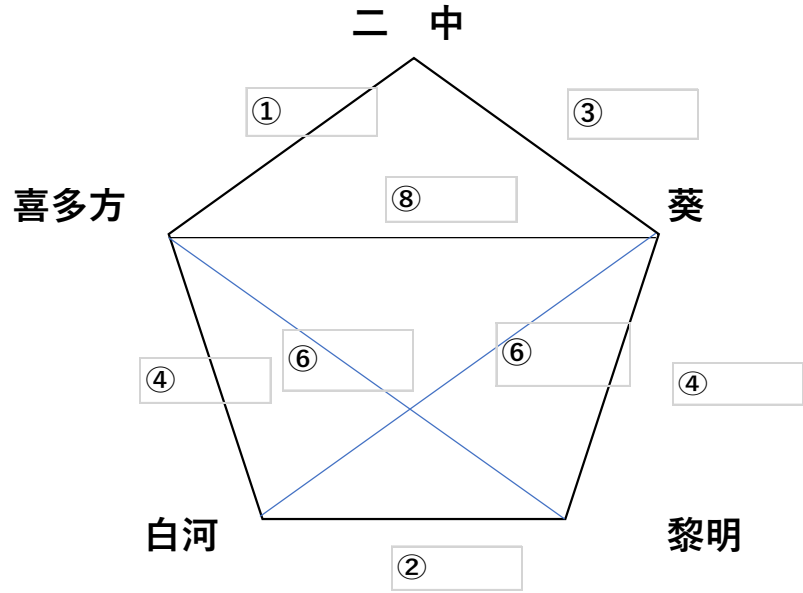 二　中
①
③
⑧
喜多方
葵
⑥
⑥
④
④
白河
黎明
②